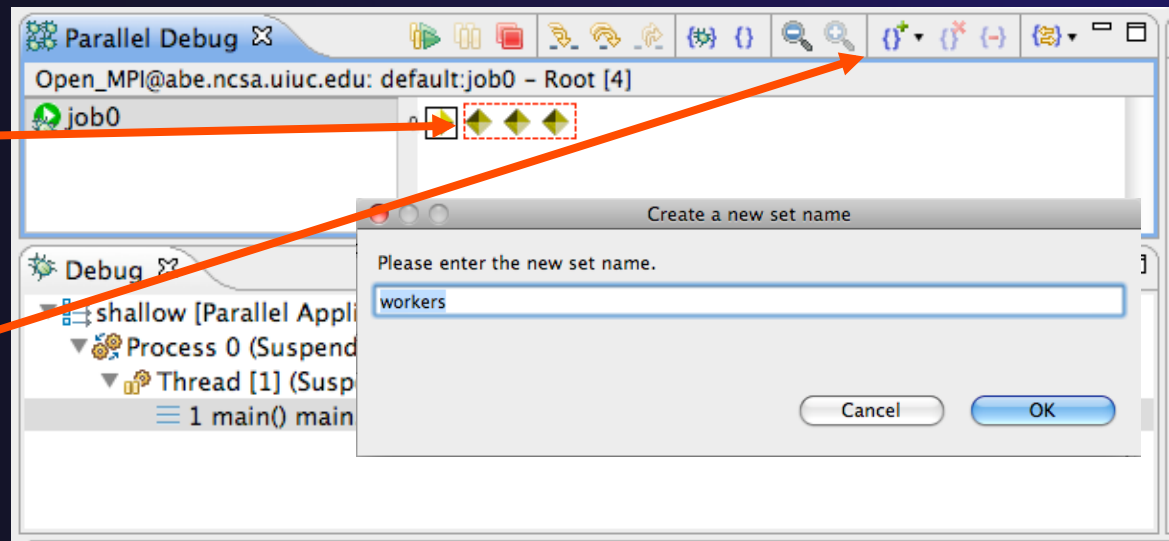 Parallel Debug
Open_MPI@abe.ncsa.uiuc.edu: default:job0 – Root [4]
job0
Create a new set name
Please enter the new set name.
workers
Cancel
OK
Debug
shallow [Parallel Appli
Process 0 (Suspend
Thread [1] (Susp
1 main() main